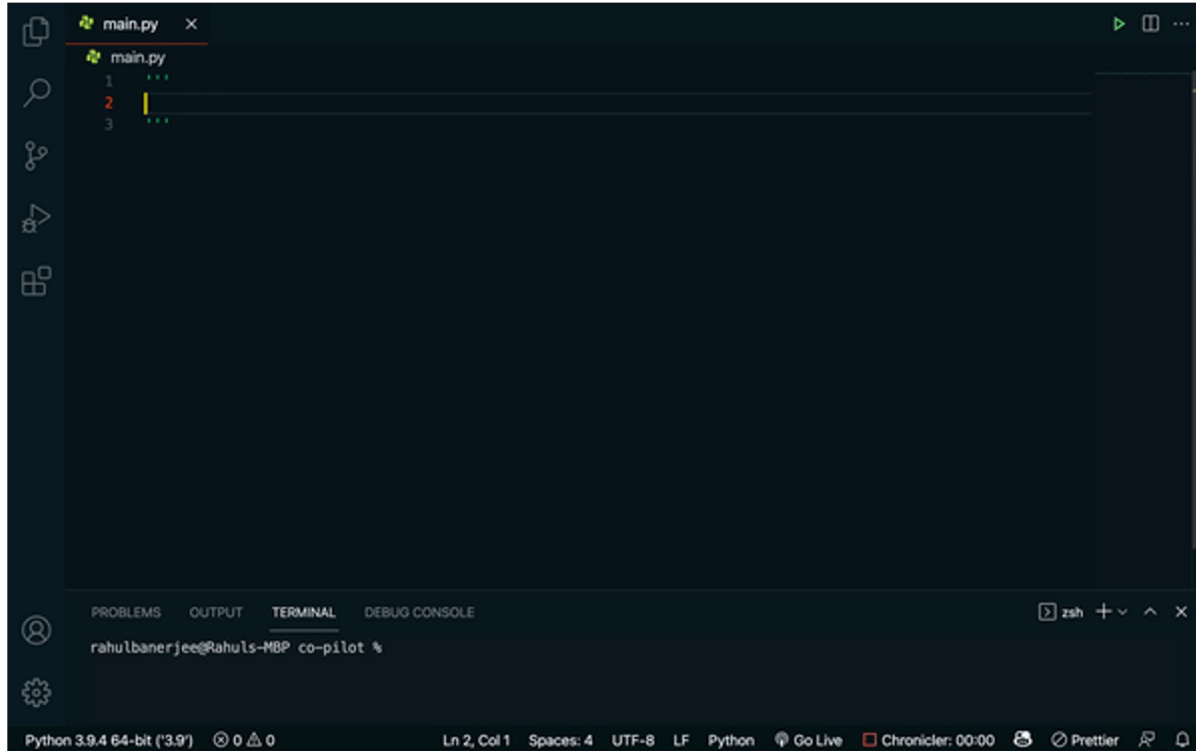 main.py
main.py
1 '''
2
3 '''
PROBLEMS OUTPUT TERMINAL DEBUG CONSOLE zsh
rahulbanerjee@Rahuls-MBP co-pilot %
Python 3.9.4 64-bit ('3.9') 0 0 Ln 2, Col 1 Spaces: 4 UTF-8 LF Python Go Live Chronicler: 00:00 Prettier